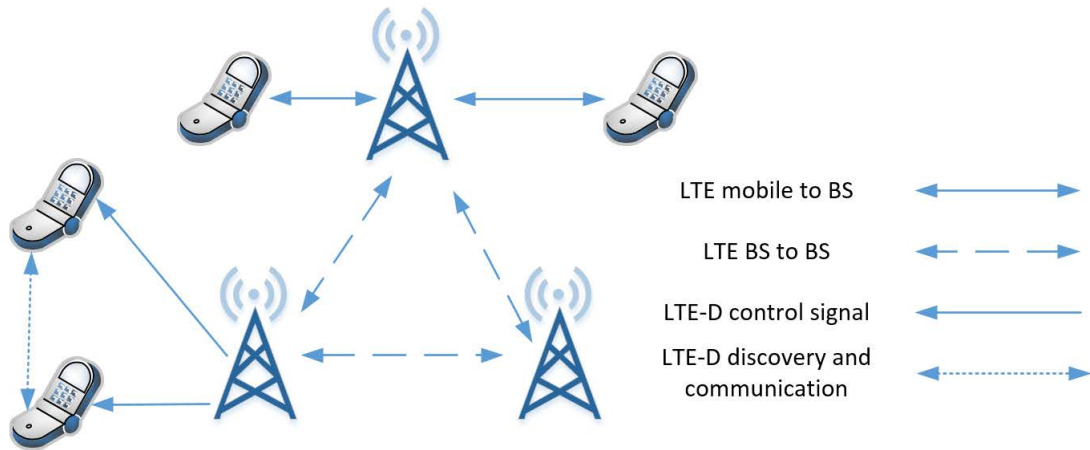 LTE mobile to BS
LTE BS to BS
LTE-D control signal
LTE-D discovery and
communication